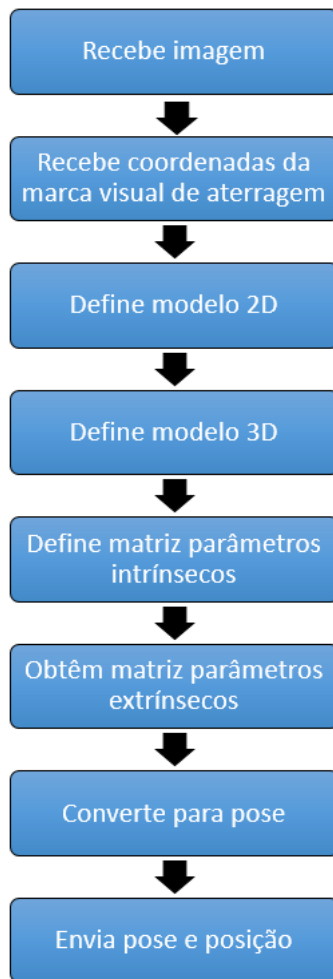 Recebe imagem
Recebe coordenadas da
marca visual de aterragem
Define modelo 2D
Define modelo 3D
Define matriz parâmetros
intrínsecos
Obtêm matriz parâmetros
extrínsecos
Converte para pose
Envia pose e posição